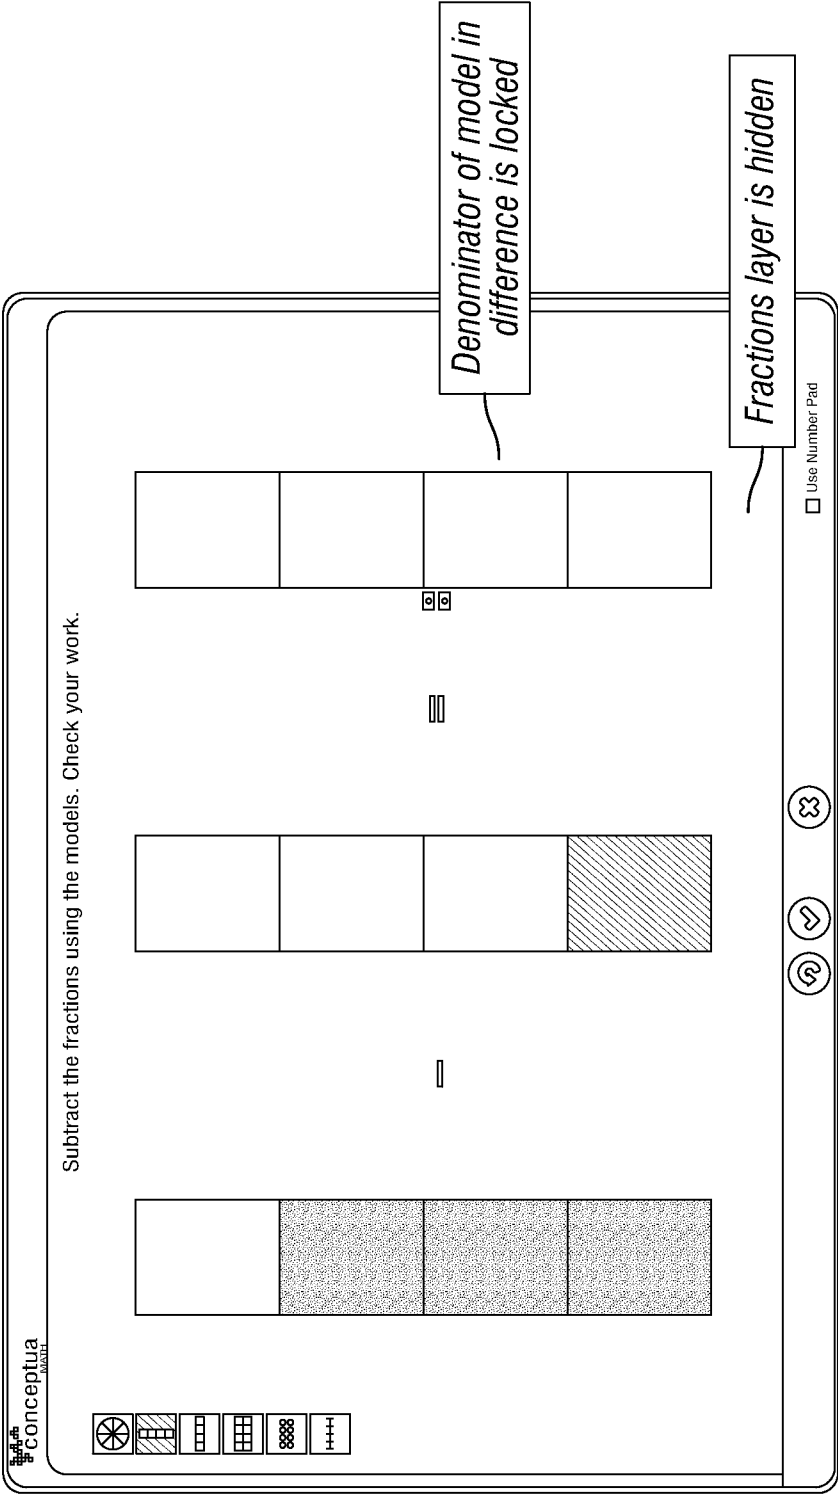 conceptua
MATH
Subtract the fractions using the models. Check your work.
Denominator of model in
difference is locked
Fractions layer is hidden
Use Number Pad